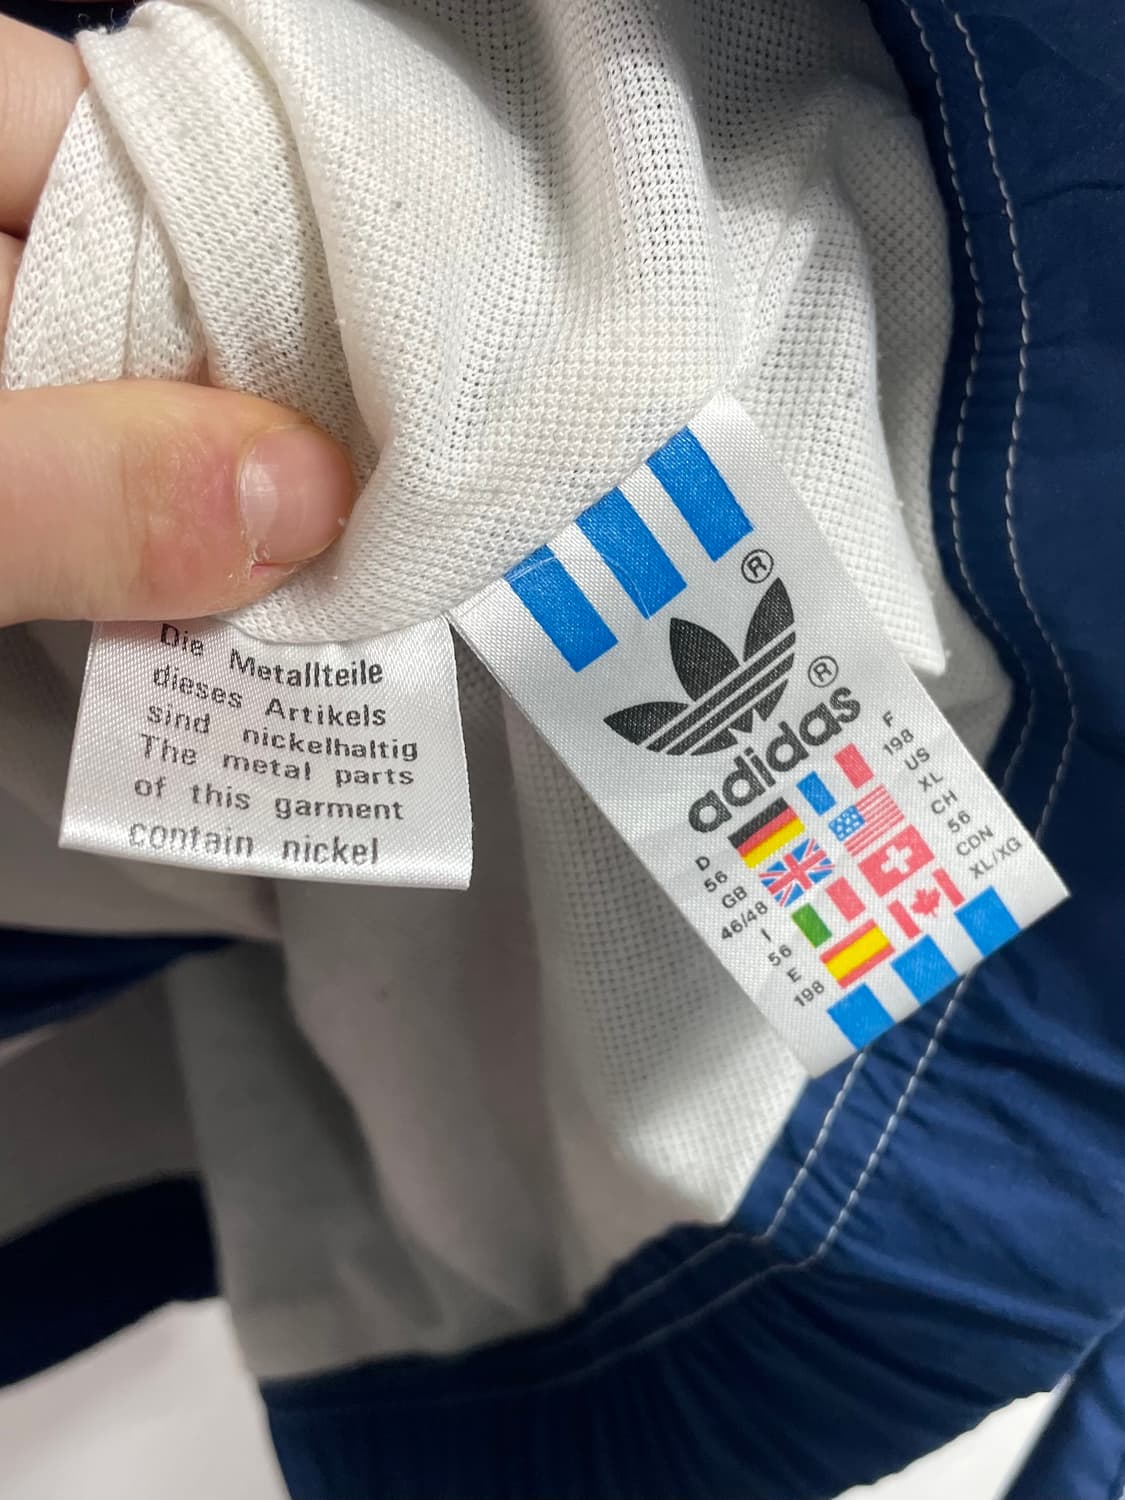 Die Metallteile
dieses Artikels
sind nickelhaltig
The metal parts
of this garment
contain nickel
®
adidas®
D
56
GB
46/48
I
56
E
198
F
198
US
XL
CH
56
CDN
XL/XG